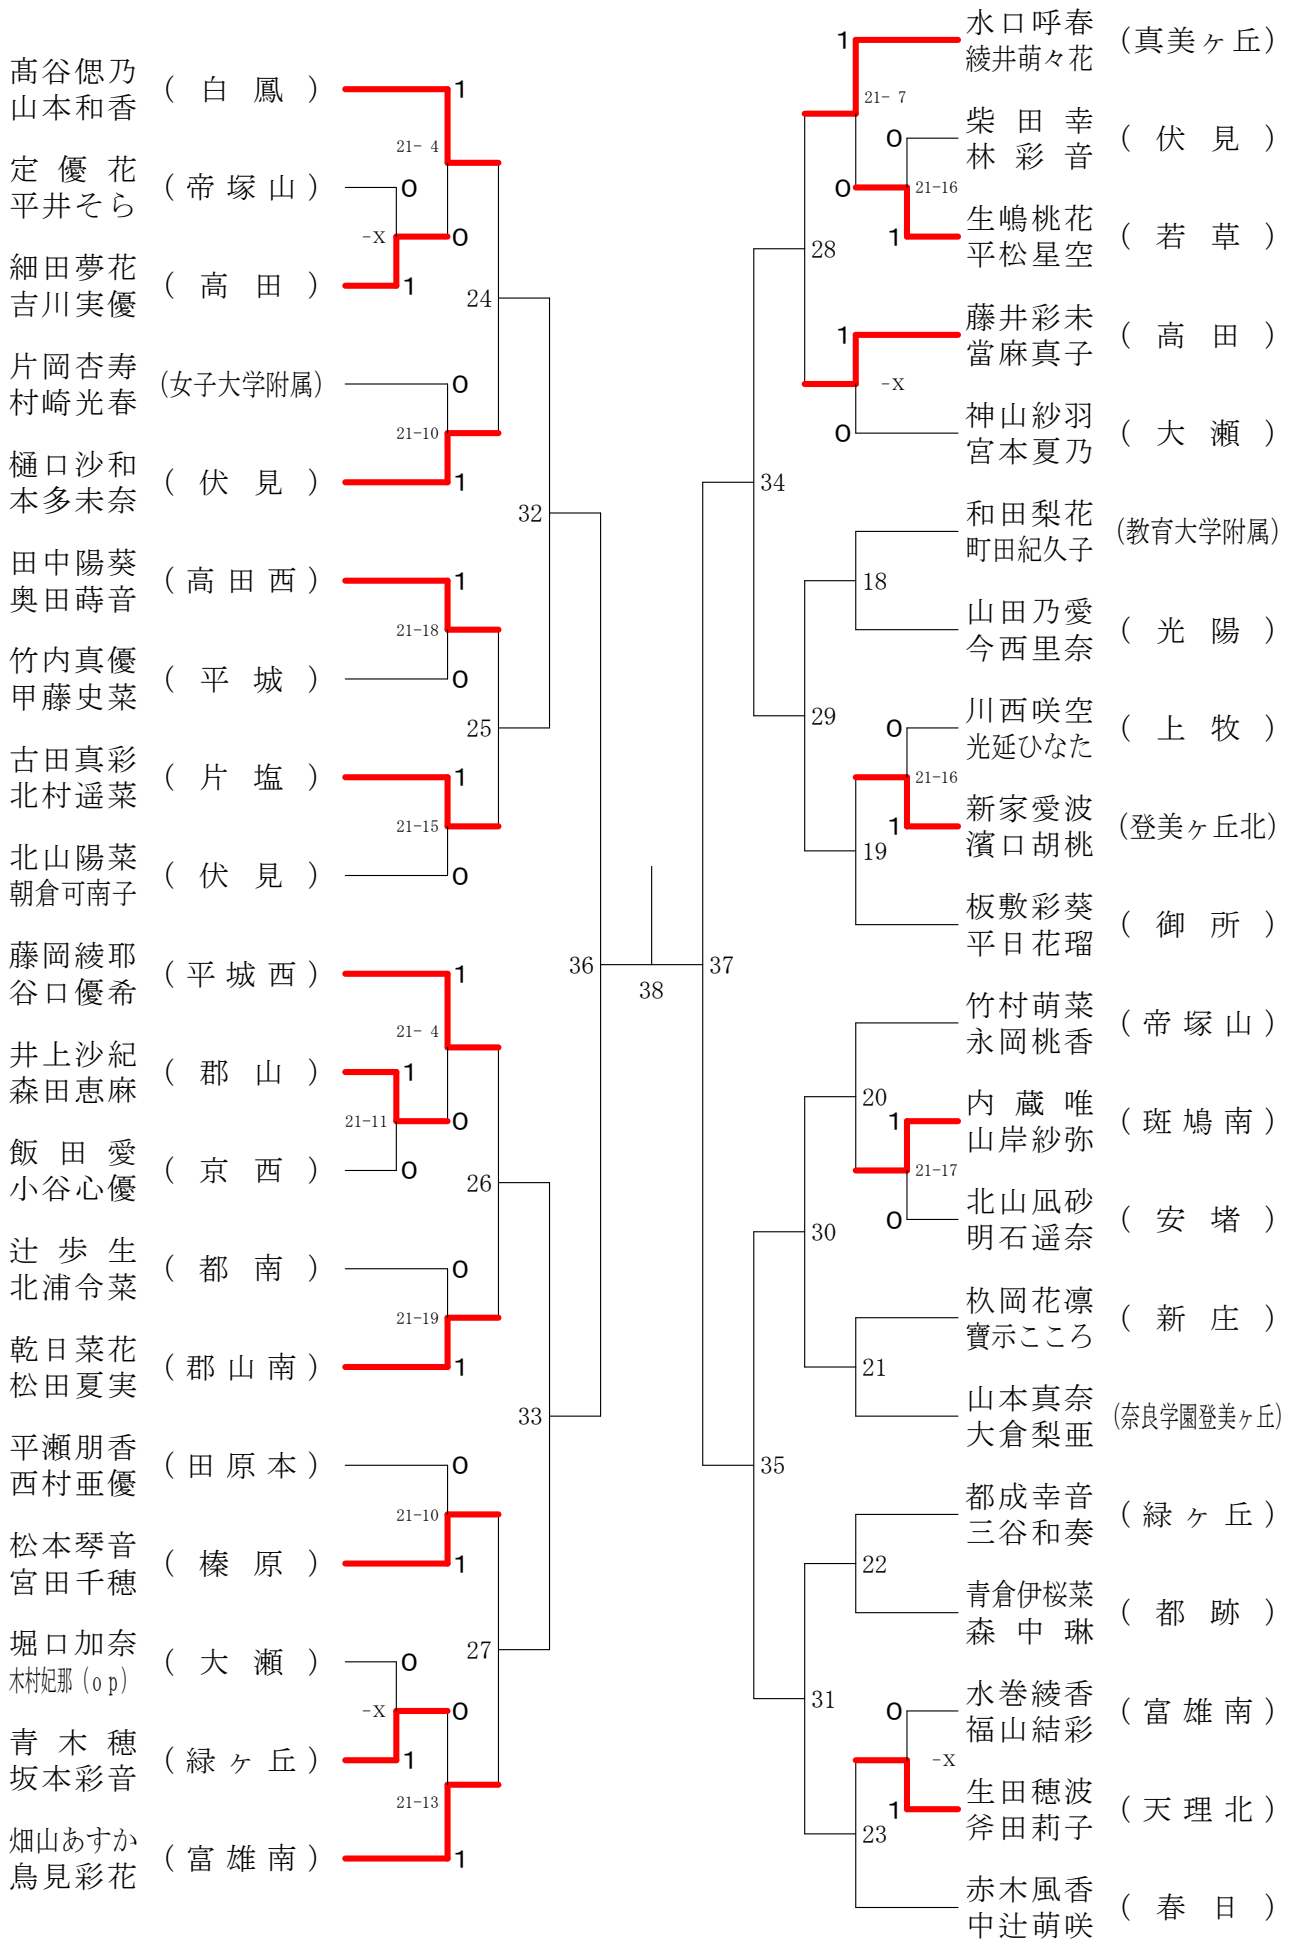 髙谷偲乃
山本和香
(白鳳)
1
21- 4
定優花
平井そら
(帝塚山)
0
-X
0
細田夢花
吉川実優
(高田)
1
24
片岡杏寿
村崎光春
(女子大学附属)
0
21-10
樋口沙和
本多未奈
(伏見)
1
32
田中陽葵
奥田蒔音
(高田西)
1
21-18
竹内真優
甲藤史菜
(平城)
0
25
古田真彩
北村遥菜
(片塩)
1
21-15
北山陽菜
朝倉可南子
(伏見)
0
藤岡綾耶
谷口優希
(平城西)
1
36
38
21- 4
井上沙紀
森田恵麻
(郡山)
1
21-11
0
飯田愛
小谷心優
(京西)
0
26
辻歩生
北浦令菜
(都南)
0
21-19
乾日菜花
松田夏実
(郡山南)
1
33
平瀬朋香
西村亜優
(田原本)
0
21-10
松本琴音
宮田千穂
(榛原)
1
27
堀口加奈
木村妃那(op)
(大瀬)
0
-X
0
青木穂
坂本彩音
(緑ヶ丘)
1
21-13
畑山あすか
鳥見彩花
(富雄南)
1
1
水口呼春
綾井萌々花
(真美ヶ丘)
21- 7
0
柴田幸
林彩音
(伏見)
0
21-16
1
生嶋桃花
平松星空
(若草)
28
1
藤井彩未
當麻真子
(高田)
-X
0
神山紗羽
宮本夏乃
(大瀬)
34
和田梨花
町田紀久子
(教育大学附属)
18
山田乃愛
今西里奈
(光陽)
29
0
川西咲空
光延ひなた
(上牧)
21-16
1
新家愛波
濱口胡桃
(登美ヶ丘北)
19
板敷彩葵
平日花瑠
(御所)
37
竹村萌菜
永岡桃香
(帝塚山)
20
1
内蔵唯
山岸紗弥
(斑鳩南)
21-17
0
北山凪砂
明石遥奈
(安堵)
30
杦岡花凛
寶示こころ
(新庄)
21
山本真奈
大倉梨亜
(奈良学園登美ヶ丘)
35
都成幸音
三谷和奏
(緑ヶ丘)
22
青倉伊桜菜
森中琳
(都跡)
31
0
水巻綾香
福山結彩
(富雄南)
-X
1
生田穂波
斧田莉子
(天理北)
23
赤木風香
中辻萌咲
(春日)